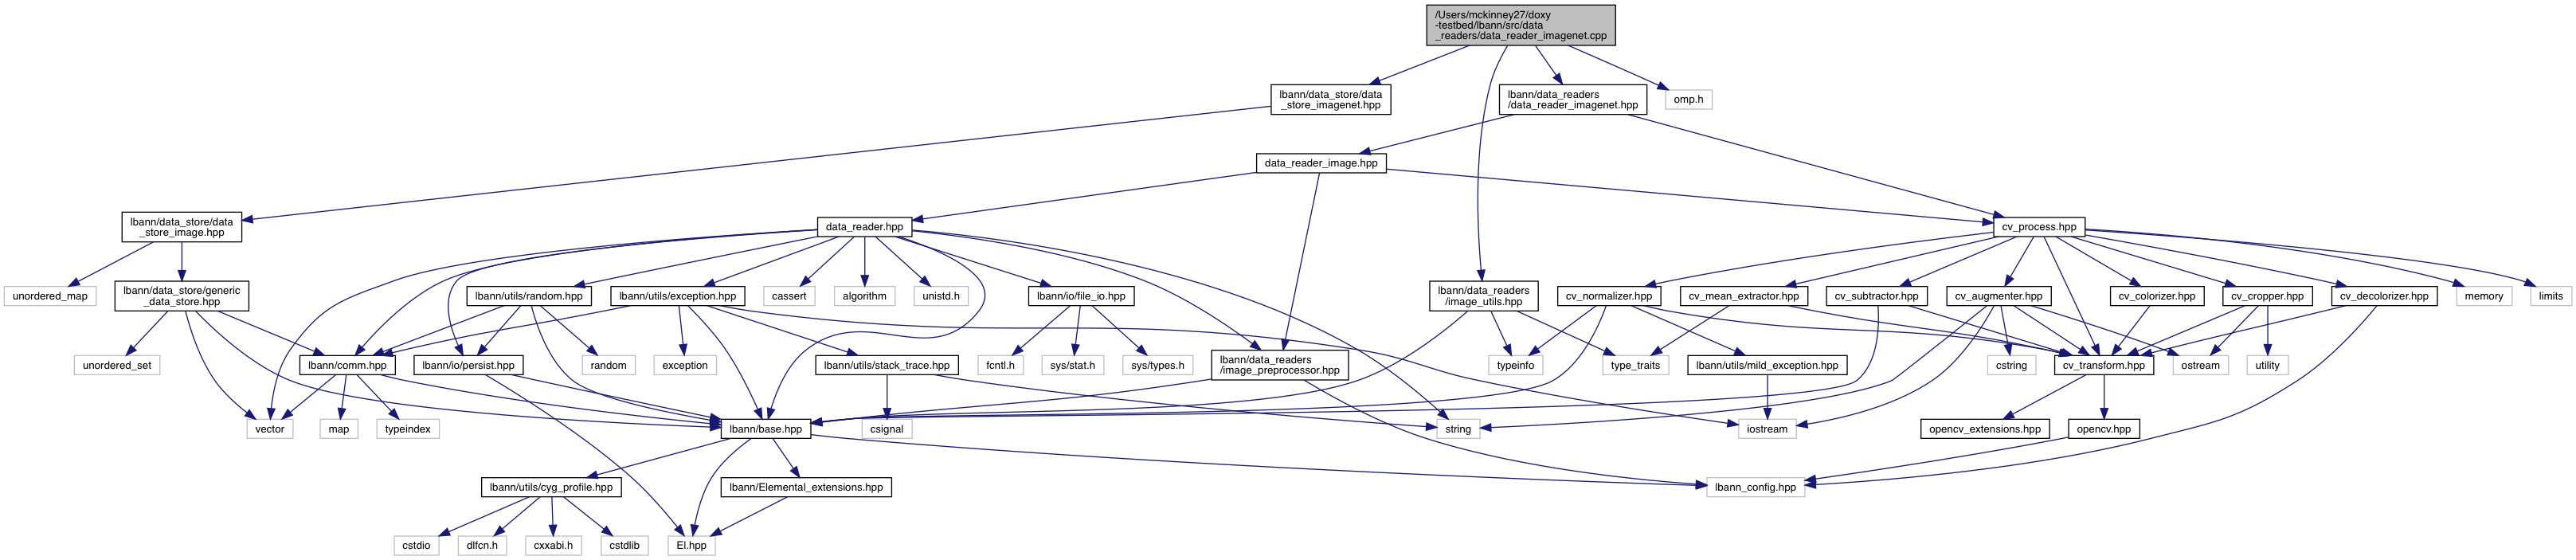 /Users/mckinney27/doxy
-testbed/lbann/src/data
_readers/data_reader_imagenet.cpp
lbann/data_store/data
_store_imagenet.hpp
lbann/data_readers
/data_reader_imagenet.hpp
omp.h
data_reader_image.hpp
lbann/data_store/data
_store_image.hpp
data_reader.hpp
cv_process.hpp
unordered_map
lbann/data_store/generic
_data_store.hpp
lbann/utils/random.hpp
lbann/utils/exception.hpp
cassert
algorithm
unistd.h
lbann/io/file_io.hpp
lbann/data_readers
/image_utils.hpp
cv_normalizer.hpp
cv_mean_extractor.hpp
cv_subtractor.hpp
cv_augmenter.hpp
cv_colorizer.hpp
cv_cropper.hpp
cv_decolorizer.hpp
memory
limits
unordered_set
lbann/comm.hpp
lbann/io/persist.hpp
random
exception
lbann/utils/stack_trace.hpp
fcntl.h
sys/stat.h
sys/types.h
lbann/data_readers
/image_preprocessor.hpp
typeinfo
type_traits
lbann/utils/mild_exception.hpp
cstring
cv_transform.hpp
ostream
utility
vector
map
typeindex
lbann/base.hpp
csignal
string
iostream
opencv_extensions.hpp
opencv.hpp
lbann/utils/cyg_profile.hpp
lbann/Elemental_extensions.hpp
lbann_config.hpp
cstdio
dlfcn.h
cxxabi.h
cstdlib
El.hpp